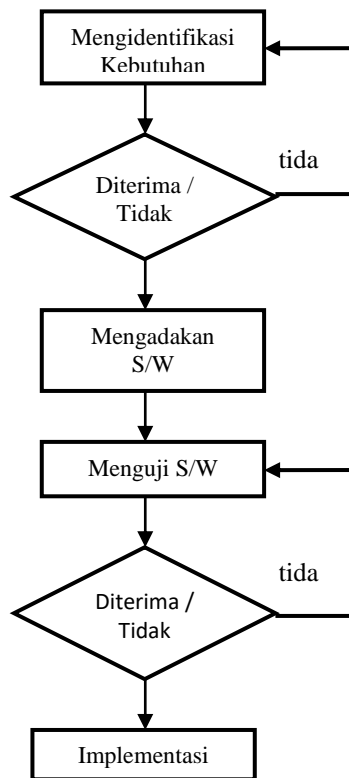 Mengidentifikasi
Kebutuhan
tida
Diterima /
Tidak
Mengadakan
S/W
Menguji S/W
tida
Diterima /
Tidak
Implementasi